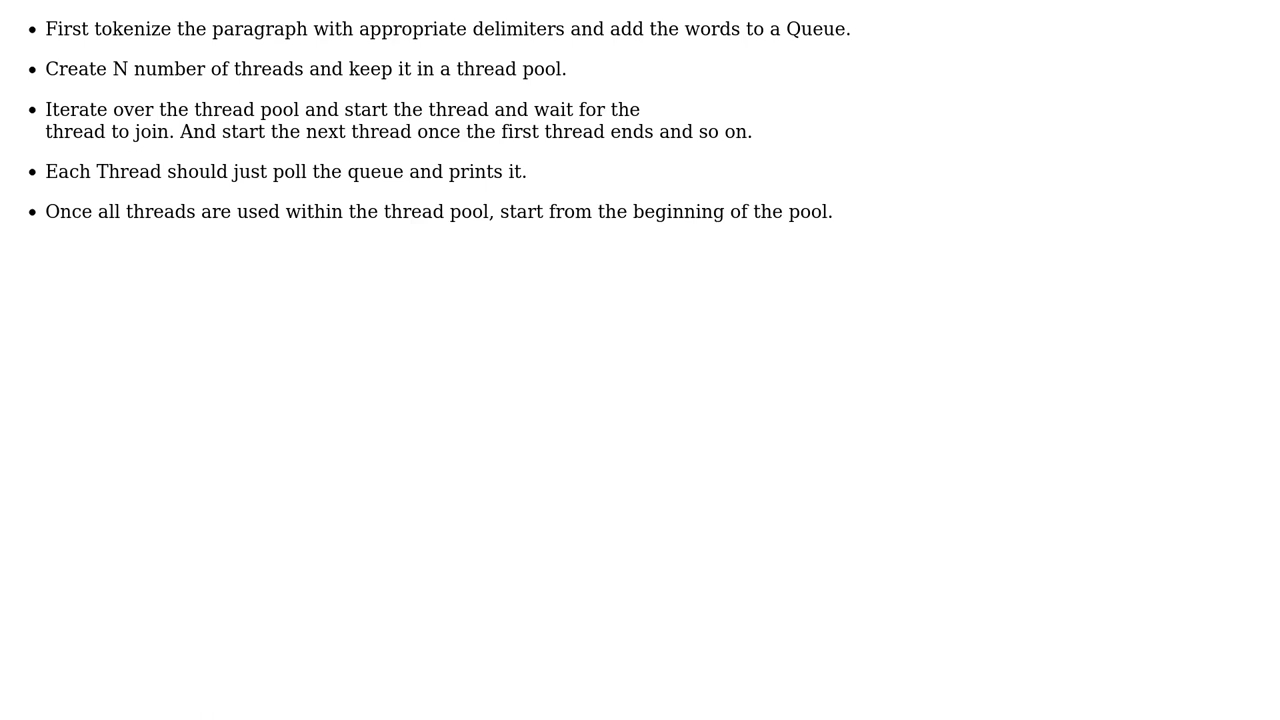 First tokenize the paragraph with appropriate delimiters and add the words to a Queue.
Create N number of threads and keep it in a thread pool.
Iterate over the thread pool and start the thread and wait for the
thread to join. And start the next thread once the first thread ends and so on.
Each Thread should just poll the queue and prints it.
Once all threads are used within the thread pool, start from the beginning of the pool.